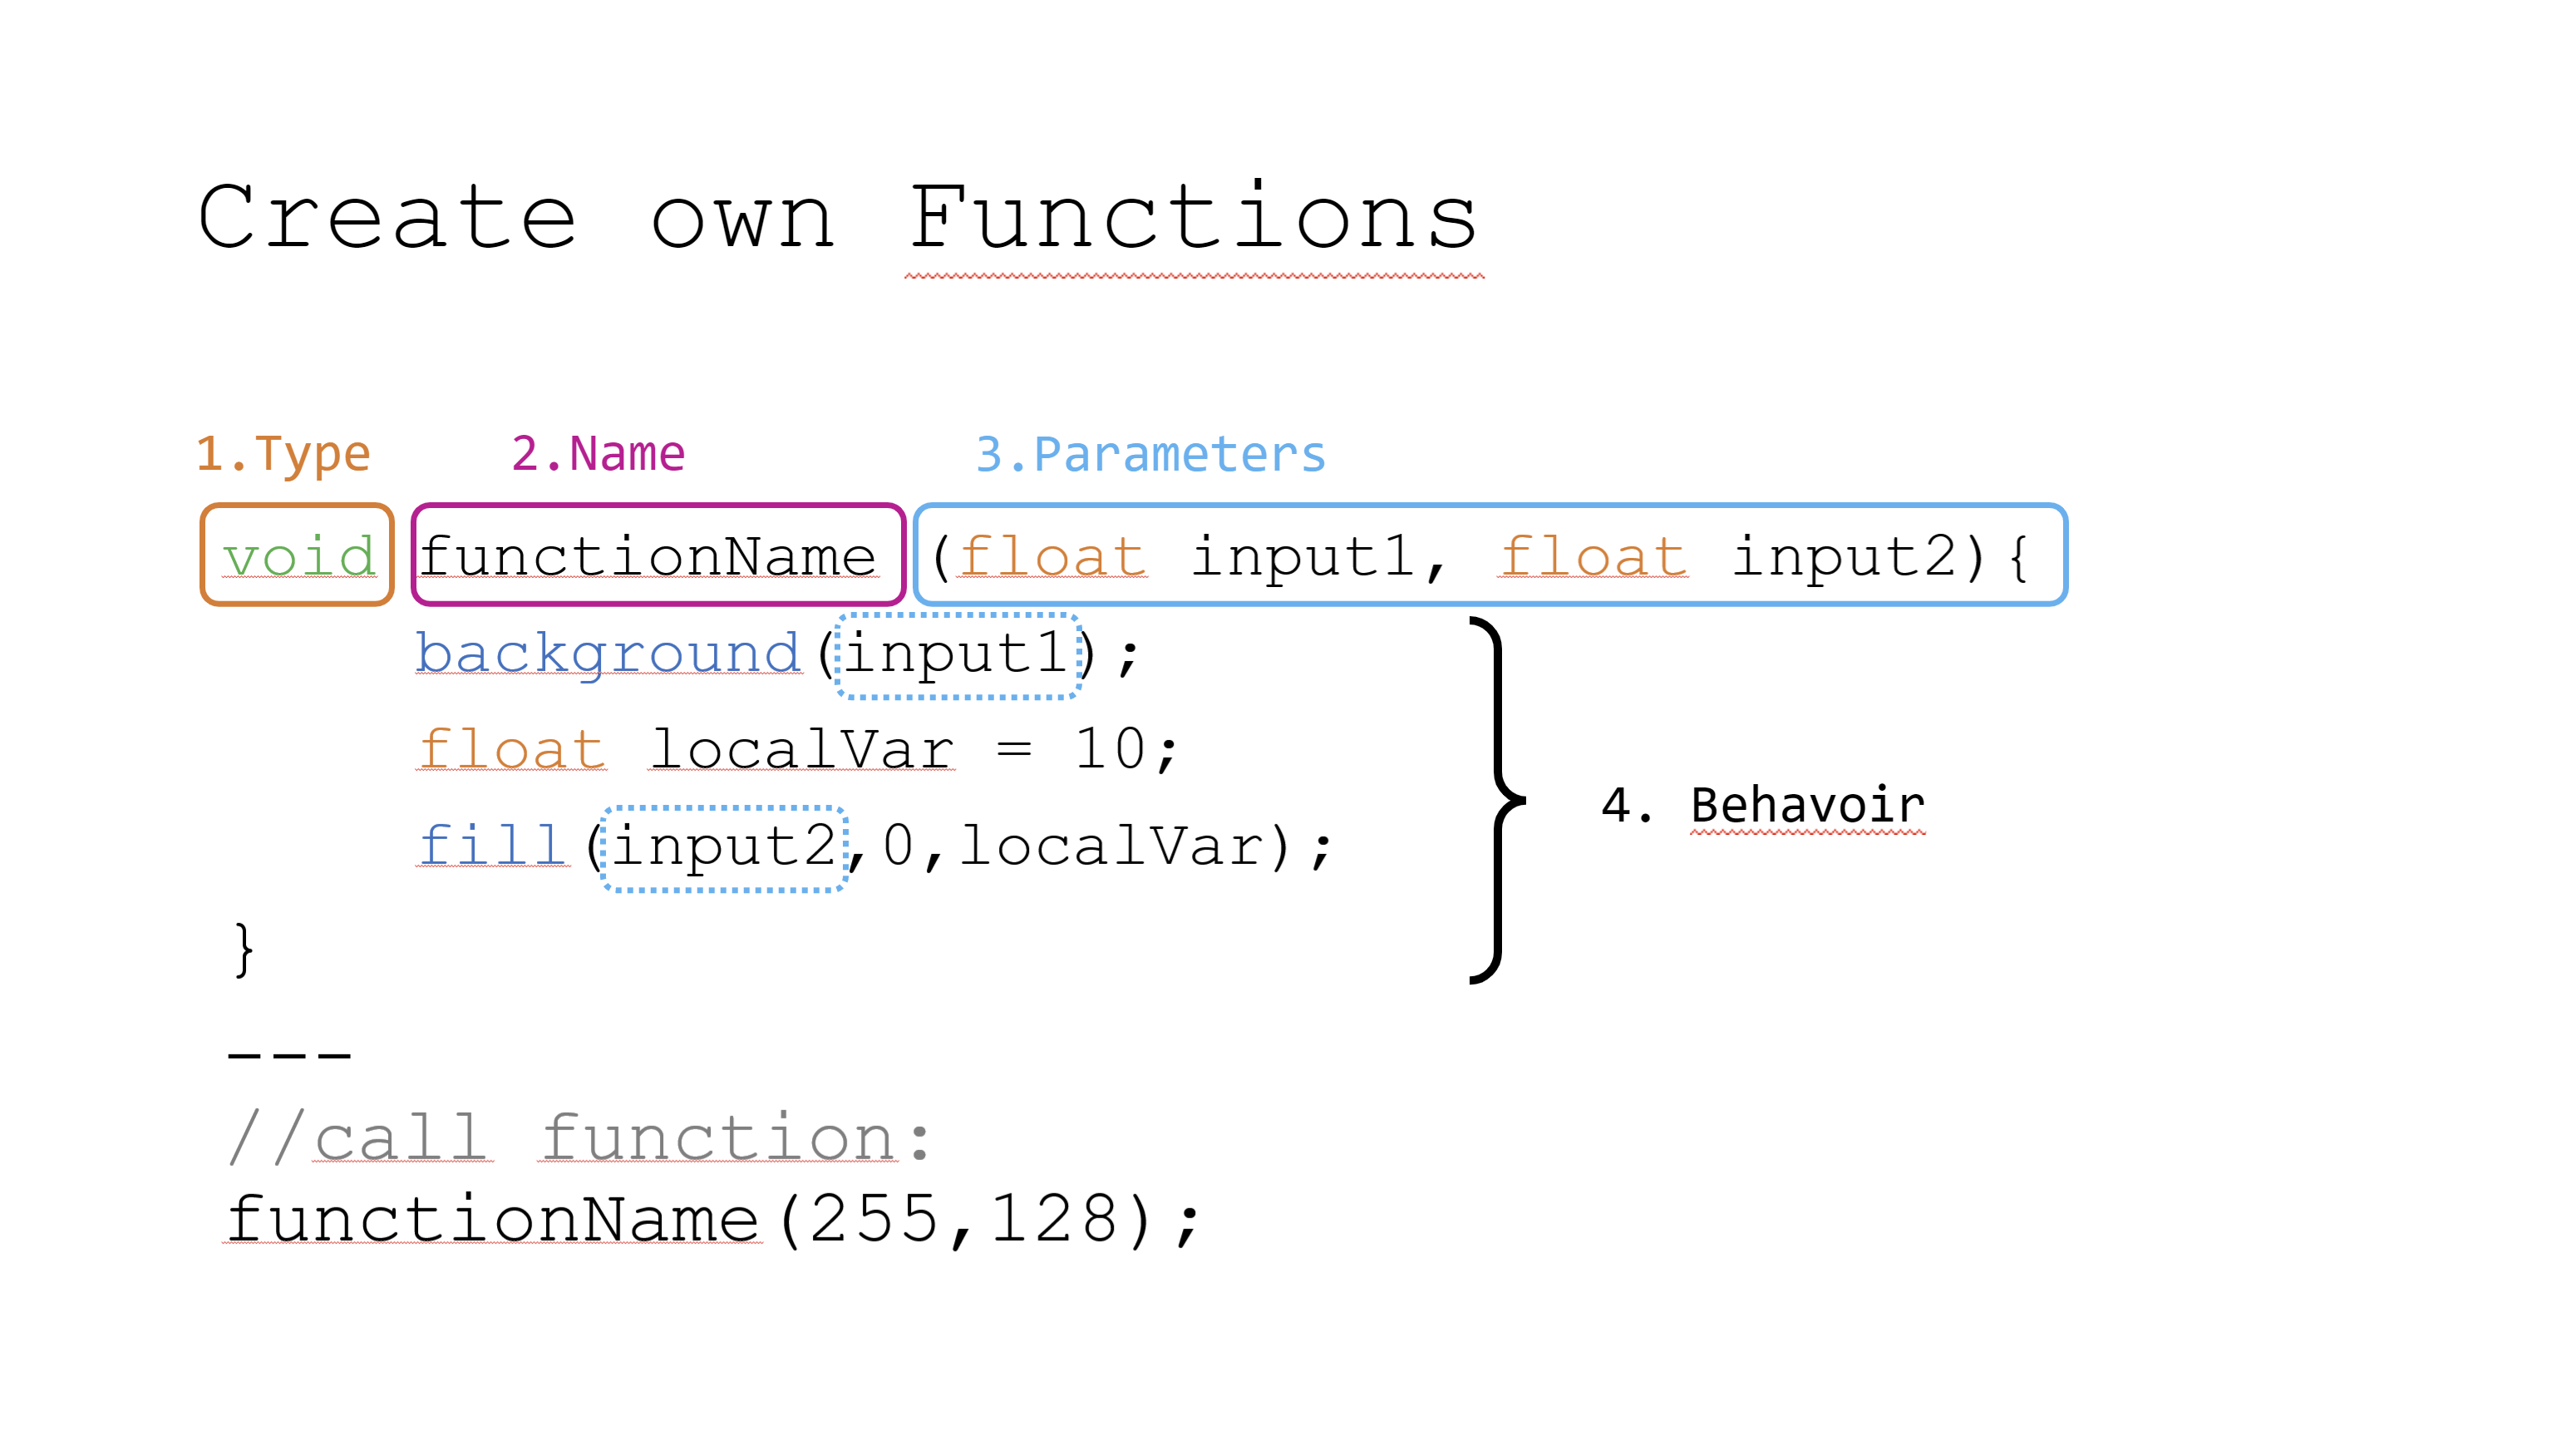 Create own Functions
1.Type 2.Name 3.Parameters
void functionName (float input1, float input2){
background(input1);
float localVar = 10;
fill(input2,0,localVar);
4. Behavoir
}
---
//call function:
functionName(255,128);